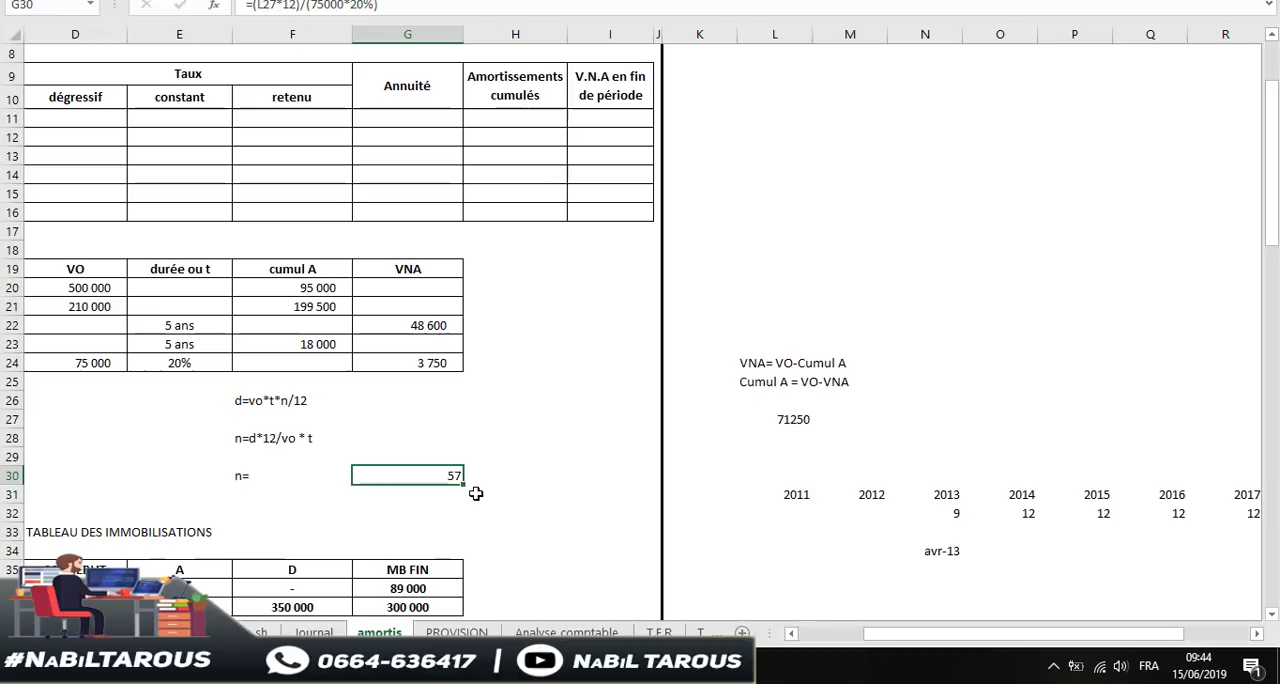 G30 fx =(L27*12)/(75000*20%)
D E F G H I J K L M N O P Q R
8
9 Taux Annuité Amortissements cumulés V.N.A en fin de période
10 dégressif constant retenu
11
12
13
14
15
16
17
18
19 VO durée ou t cumul A VNA
20 500 000 95 000
21 210 000 199 500
22 5 ans 48 600
23 5 ans 18 000
24 75 000 20% 3 750 VNA= VO-Cumul A
25 Cumul A = VO-VNA
26 d=vo*t*n/12
27 71250
28 n=d*12/vo * t
29
30 n= 57
31 2011 2012 2013 2014 2015 2016 2017
32 9 12 12 12 12
33 TABLEAU DES IMMOBILISATIONS
34 avr-13
35 A D MB FIN
- 89 000
350 000 300 000
sh Journal amortis PROVISION Analyse comptable T.E.R T ...
#NaBiLTAROUS 0664-636417 | NaBiL TAROUS
FRA 09:44
15/06/2019
1